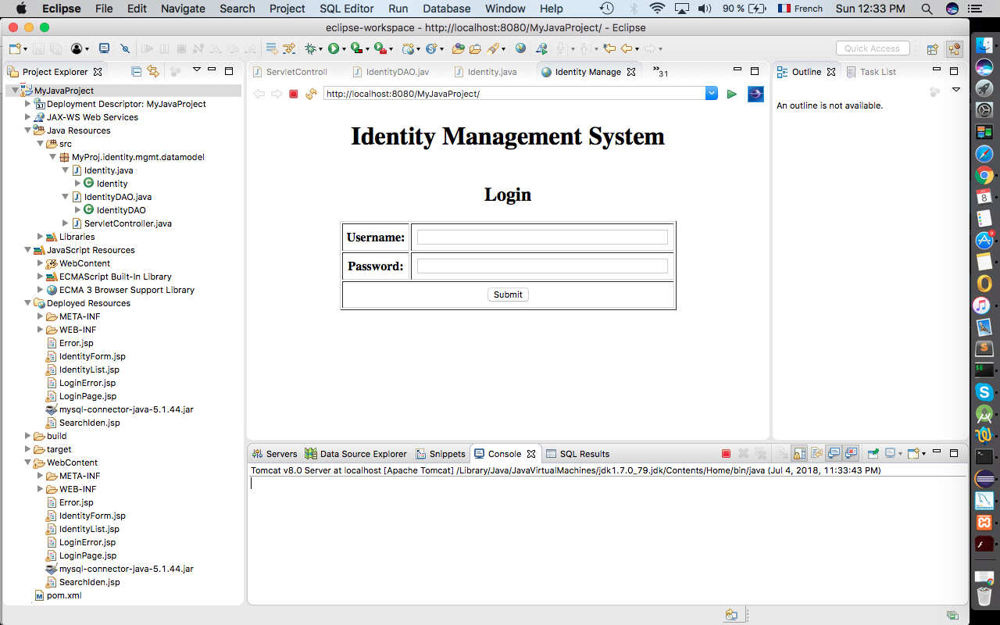 Eclipse File Edit Navigate Search Project SQL Editor Run Database Window Help 90 % French Sun 12:33 PM
eclipse-workspace - http://localhost:8080/MyJavaProject/ - Eclipse
Quick Access
Project Explorer
ServletControll IdentityDAO.jav Identity.java Identity Manage »31
Outline Task List
http://localhost:8080/MyJavaProject/
An outline is not available.
MyJavaProject
Deployment Descriptor: MyJavaProject
JAX-WS Web Services
Java Resources
src
MyProj.identity.mgmt.datamodel
Identity.java
Identity
IdentityDAO.java
IdentityDAO
ServletController.java
Libraries
JavaScript Resources
WebContent
ECMAScript Built-In Library
ECMA 3 Browser Support Library
Deployed Resources
META-INF
WEB-INF
Error.jsp
IdentityForm.jsp
IdentityList.jsp
LoginError.jsp
LoginPage.jsp
mysql-connector-java-5.1.44.jar
SearchIden.jsp
build
target
WebContent
META-INF
WEB-INF
Error.jsp
IdentityForm.jsp
IdentityList.jsp
LoginError.jsp
LoginPage.jsp
mysql-connector-java-5.1.44.jar
SearchIden.jsp
pom.xml
Identity Management System
Login
Username:
Password:
Submit
Servers Data Source Explorer Snippets Console SQL Results
Tomcat v8.0 Server at localhost [Apache Tomcat] /Library/Java/JavaVirtualMachines/jdk1.7.0_79.jdk/Contents/Home/bin/java (Jul 4, 2018, 11:33:43 PM)